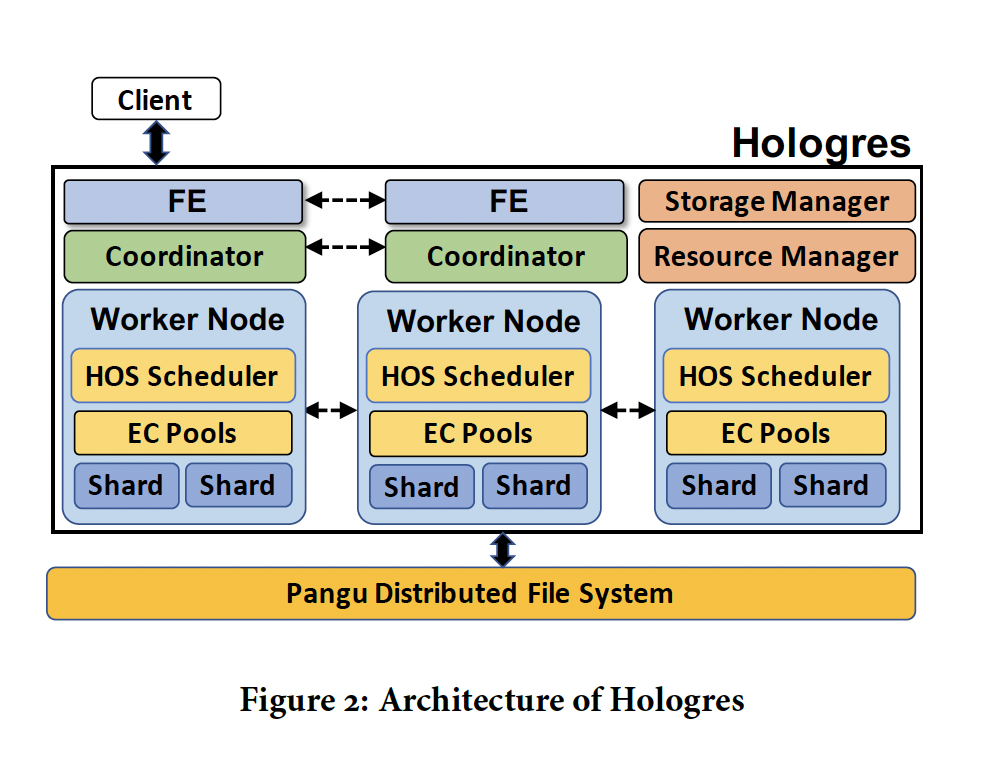 Client
Hologres
FE
FE
Storage Manager
Coordinator
Coordinator
Resource Manager
Worker Node
HOS Scheduler
EC Pools
Shard
Shard
Worker Node
HOS Scheduler
EC Pools
Shard
Shard
Worker Node
HOS Scheduler
EC Pools
Shard
Shard
Pangu Distributed File System
Figure 2: Architecture of Hologres